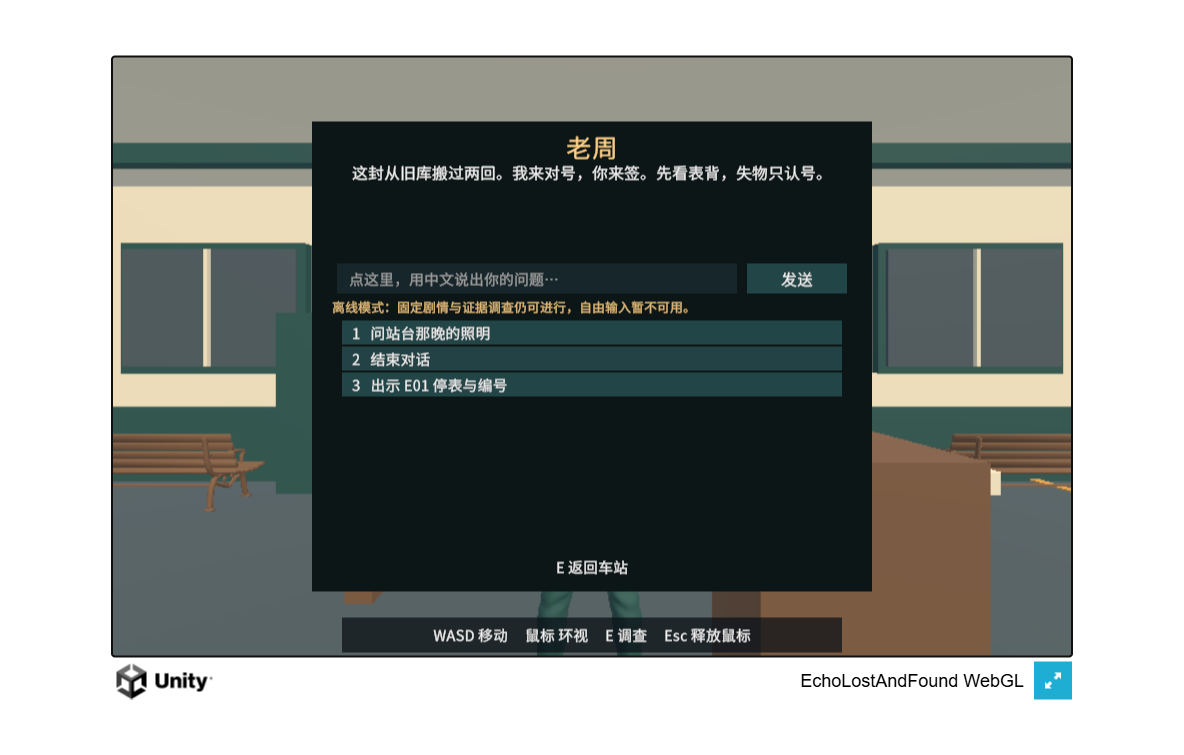 老周
这封从旧库搬过两回。我来对号，你来签。先看表背，失物只认号。
点这里，用中文说出你的问题…
发送
离线模式：固定剧情与证据调查仍可进行，自由输入暂不可用。
1 问站台那晚的照明
2 结束对话
3 出示 E01 停表与编号
E 返回车站
WASD 移动 鼠标 环视 E 调查 Esc 释放鼠标
Unity
EchoLostAndFound WebGL